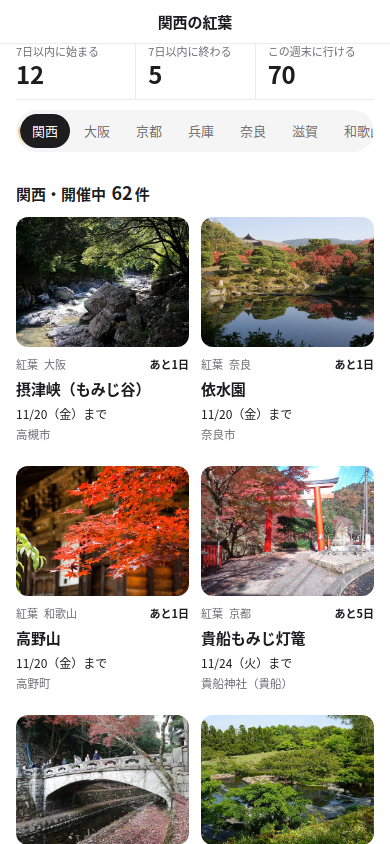 関西の紅葉
7日以内に始まる
12
7日以内に終わる
5
この週末に行ける
70
関西 大阪 京都 兵庫 奈良 滋賀 和歌
関西・開催中 62件
紅葉 大阪 あと1日
摂津峡（もみじ谷）
11/20（金）まで
高槻市
紅葉 奈良 あと1日
依水園
11/20（金）まで
奈良市
紅葉 和歌山 あと1日
高野山
11/20（金）まで
高野町
紅葉 京都 あと5日
貴船もみじ灯篭
11/24（火）まで
貴船神社（貴船）